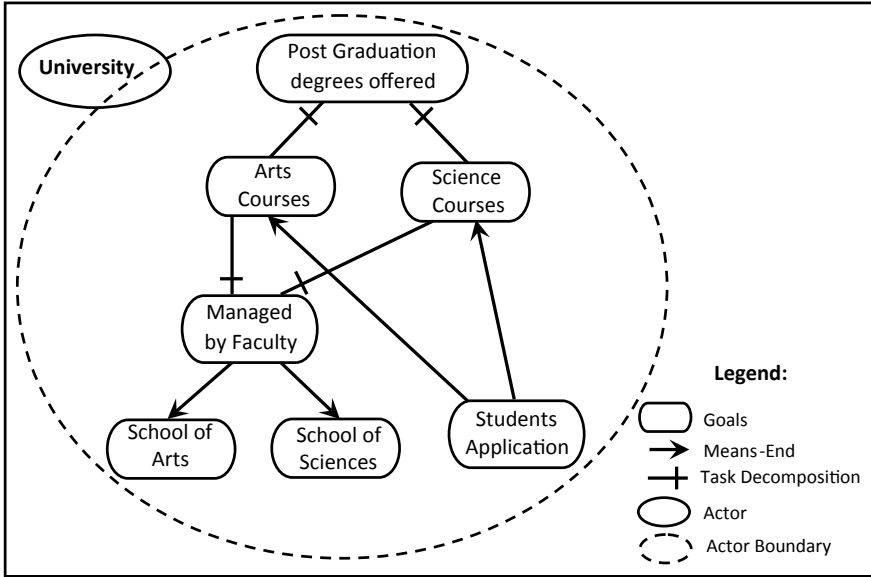 University
Post Graduation
degrees offered
Arts
Courses
Science
Courses
Managed
by Faculty
School of
Arts
School of
Sciences
Students
Application
Legend:
Goals
Means-End
Task Decomposition
Actor
Actor Boundary